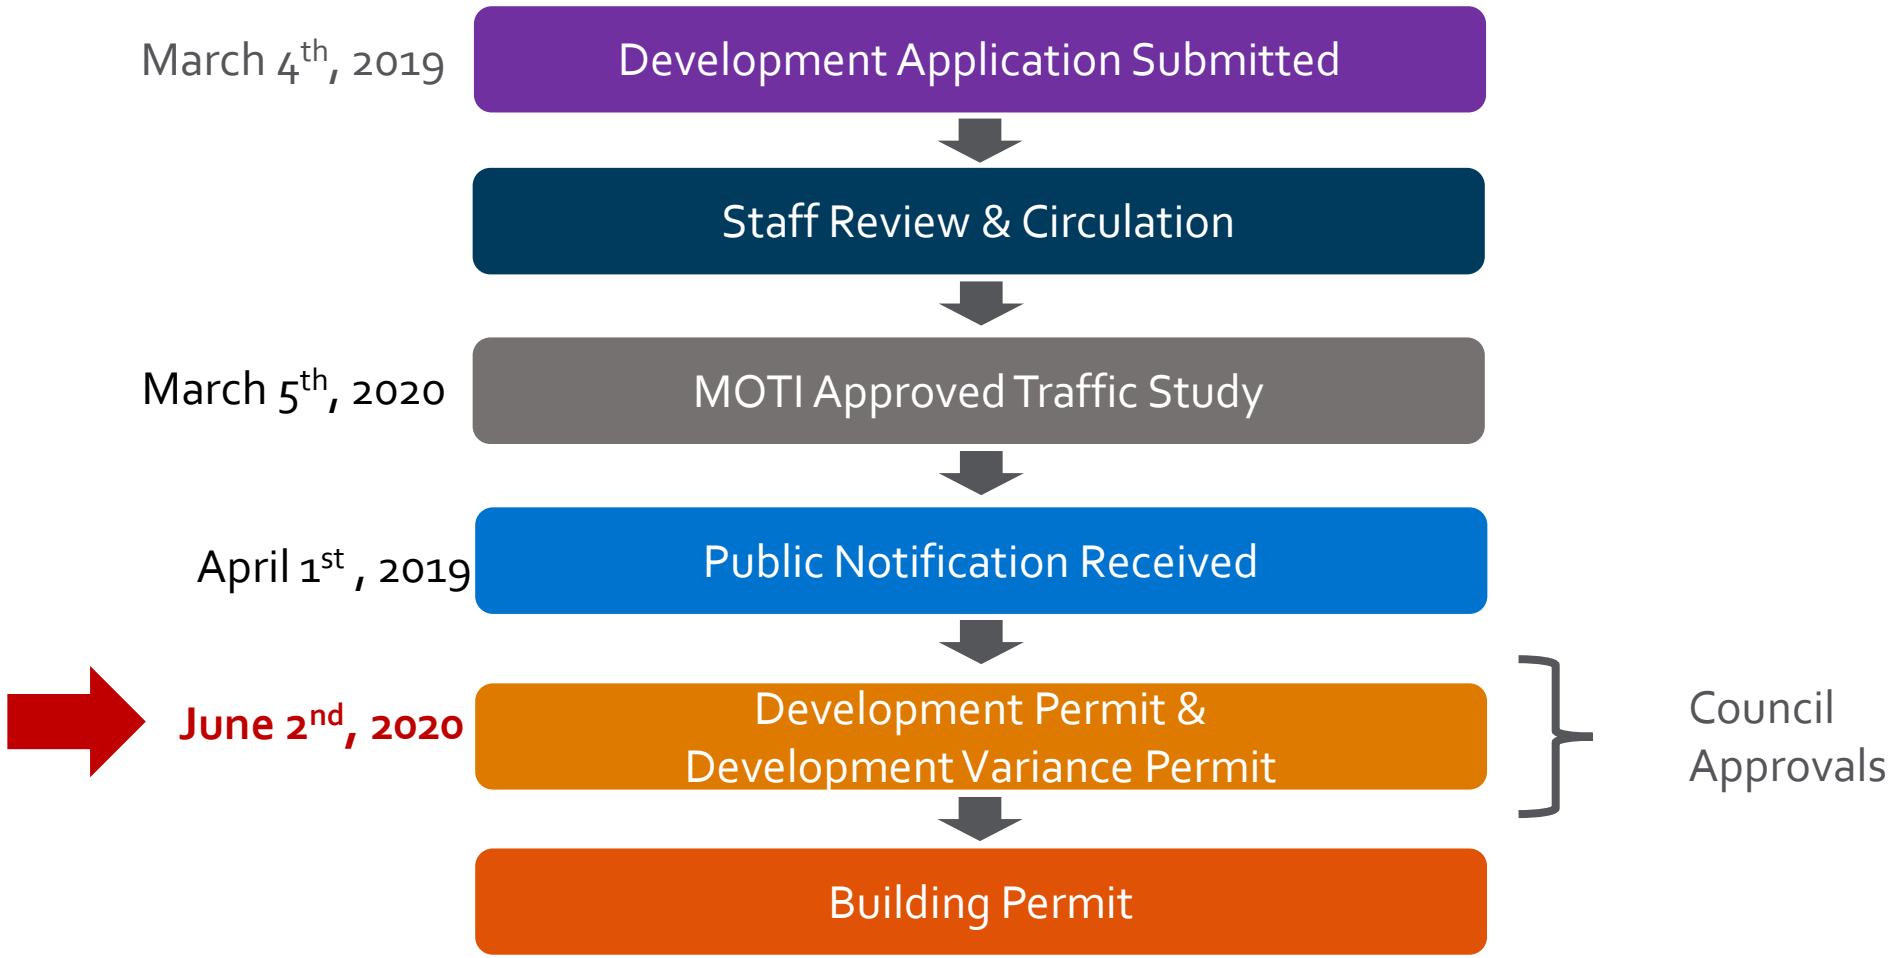 March 4th, 2019
Development Application Submitted
Staff Review & Circulation
March 5th, 2020
MOTI Approved Traffic Study
April 1st , 2019
Public Notification Received
June 2nd, 2020
Development Permit &
Development Variance Permit
Council
Approvals
Building Permit